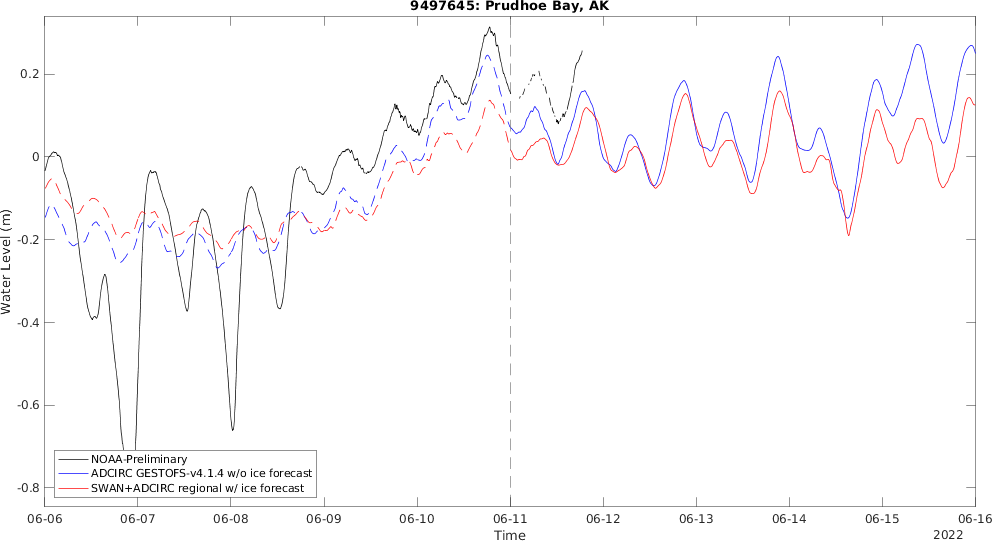 9497645: Prudhoe Bay, AK
Water Level (m)
0.2
0
-0.2
-0.4
-0.6
-0.8
NOAA-Preliminary
ADCIRC GESTOFS-v4.1.4 w/o ice forecast
SWAN+ADCIRC regional w/ ice forecast
06-06 06-07 06-08 06-09 06-10 06-11 06-12 06-13 06-14 06-15 06-16
Time
2022